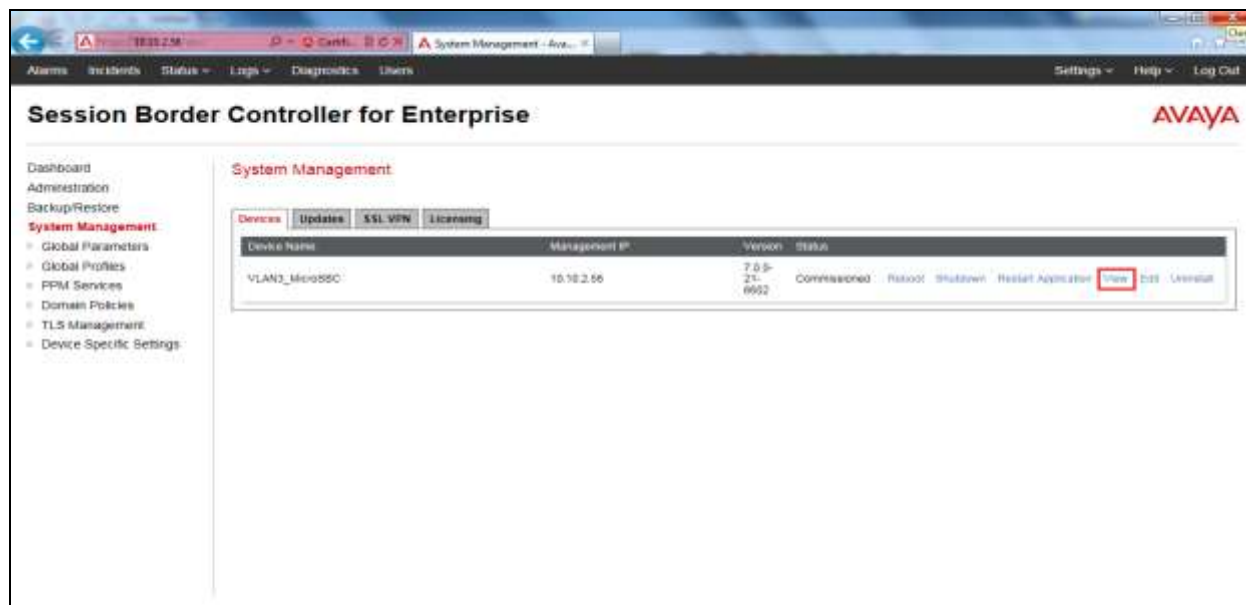 System Management - Ava...
Alarms Incidents Status Logs Diagnostics Users Settings Help Log Out
Session Border Controller for Enterprise
AVAYA
Dashboard
Administration
Backup/Restore
System Management
Global Parameters
Global Profiles
PPM Services
Domain Policies
TLS Management
Device Specific Settings
System Management
Devices Updates SSL VPN Licensing
Device Name Management IP Version Status
VLAN3_MicroSBC 10.10.2.56 Commissioned Reboot Shutdown Restart Application View Edit Uninstall